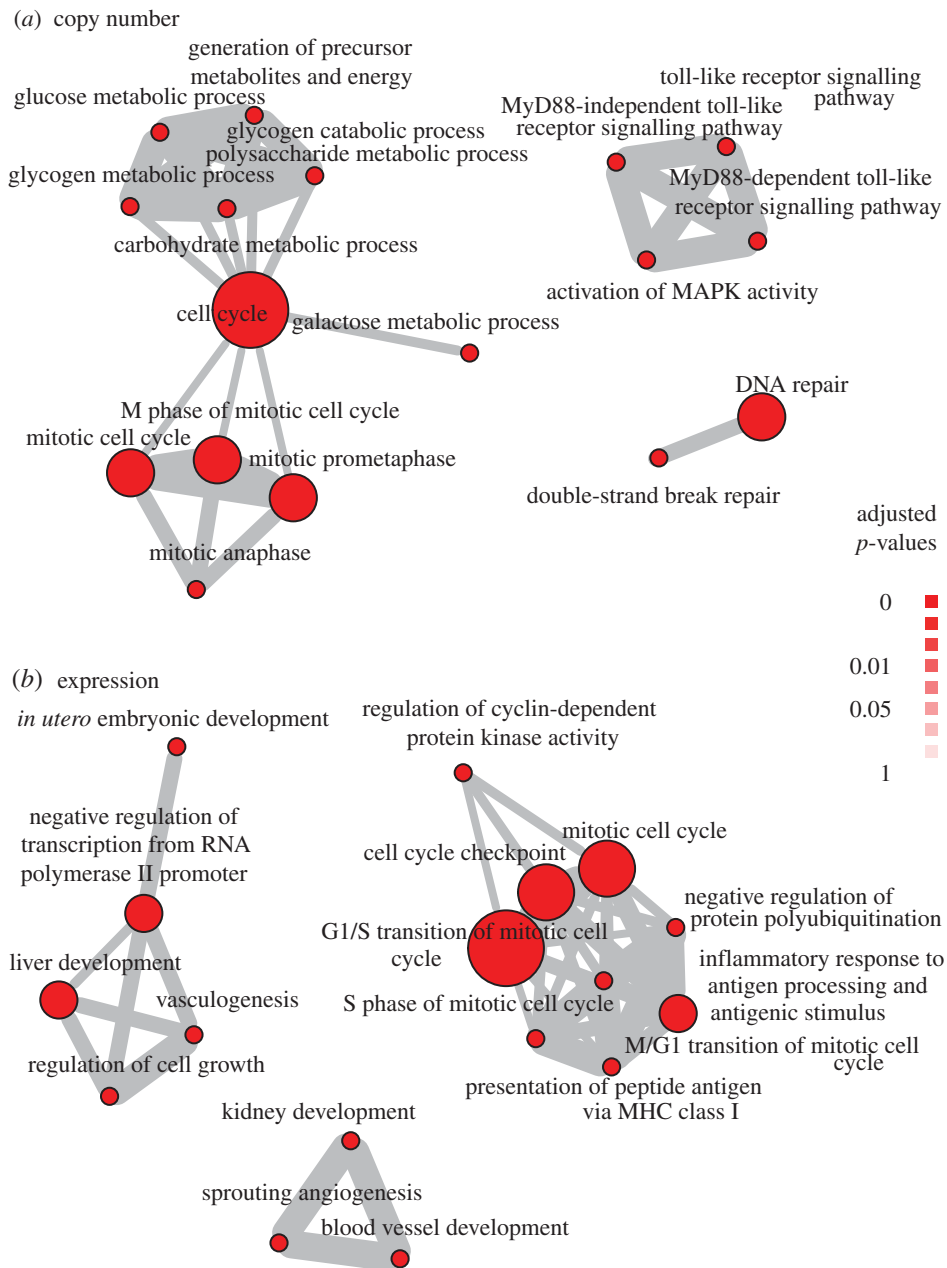 (a) copy number
generation of precursor
metabolites and energy
glucose metabolic process
glycogen catabolic process
polysaccharide metabolic process
glycogen metabolic process
carbohydrate metabolic process
cell cycle
galactose metabolic process
M phase of mitotic cell cycle
mitotic cell cycle
mitotic prometaphase
mitotic anaphase
toll-like receptor signalling
pathway
MyD88-independent toll-like
receptor signalling pathway
MyD88-dependent toll-like
receptor signalling pathway
activation of MAPK activity
DNA repair
double-strand break repair
adjusted
p-values
0
0.01
0.05
1
(b) expression
in utero embryonic development
negative regulation of
transcription from RNA
polymerase II promoter
liver development
vasculogenesis
regulation of cell growth
regulation of cyclin-dependent
protein kinase activity
mitotic cell cycle
cell cycle checkpoint
negative regulation of
protein polyubiquitination
G1/S transition of mitotic cell
cycle
inflammatory response to
antigen processing and
antigenic stimulus
S phase of mitotic cell cycle
M/G1 transition of mitotic cell
cycle
presentation of peptide antigen
via MHC class I
kidney development
sprouting angiogenesis
blood vessel development